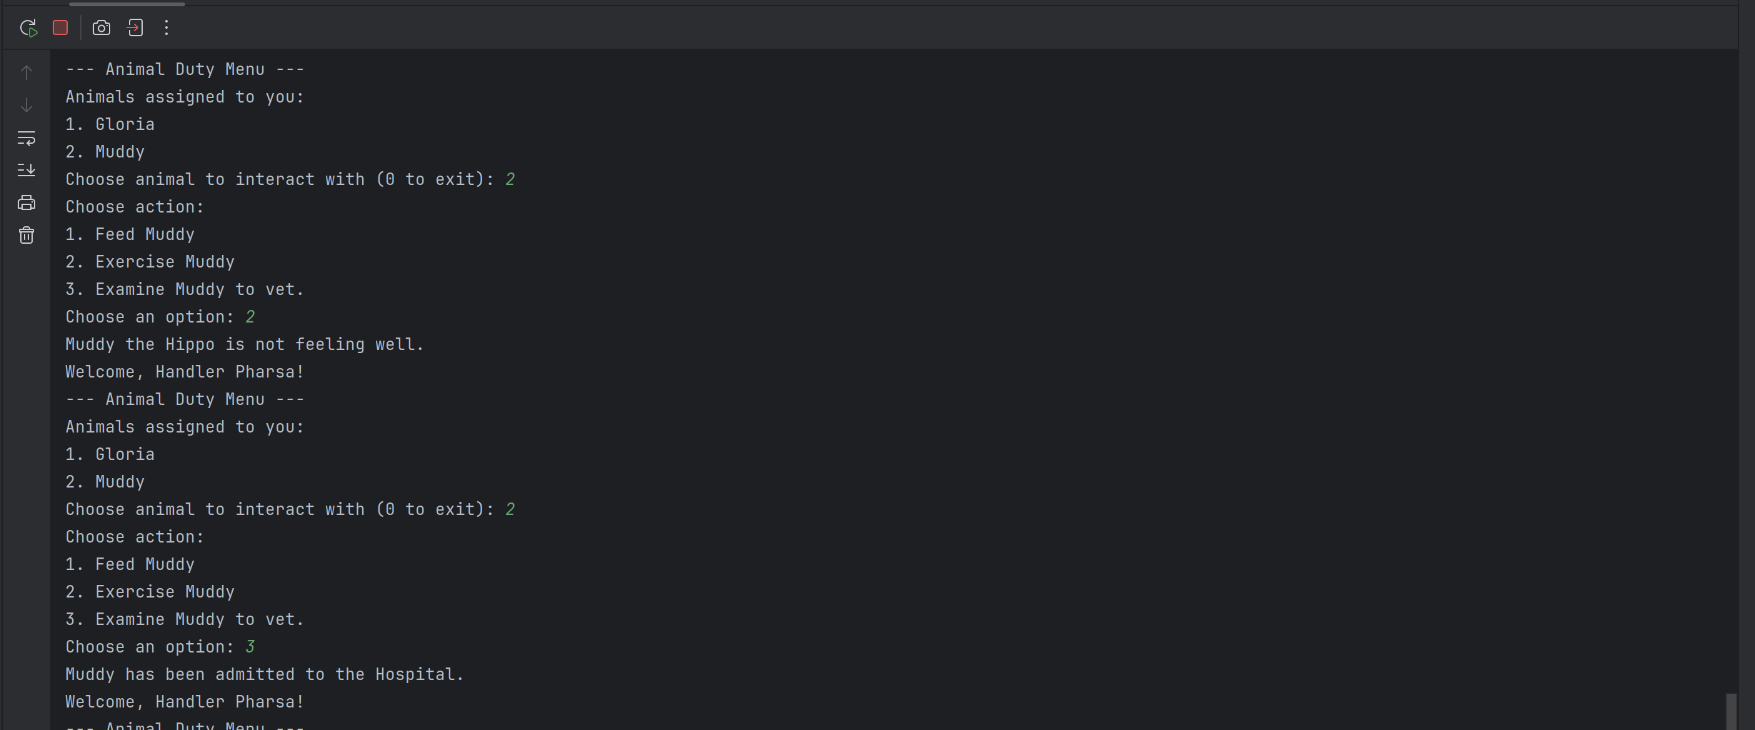 --- Animal Duty Menu ---
Animals assigned to you:
1. Gloria
2. Muddy
Choose animal to interact with (0 to exit): 2
Choose action:
1. Feed Muddy
2. Exercise Muddy
3. Examine Muddy to vet.
Choose an option: 2
Muddy the Hippo is not feeling well.
Welcome, Handler Pharsa!
--- Animal Duty Menu ---
Animals assigned to you:
1. Gloria
2. Muddy
Choose animal to interact with (0 to exit): 2
Choose action:
1. Feed Muddy
2. Exercise Muddy
3. Examine Muddy to vet.
Choose an option: 3
Muddy has been admitted to the Hospital.
Welcome, Handler Pharsa!
--- Animal Duty Menu ---